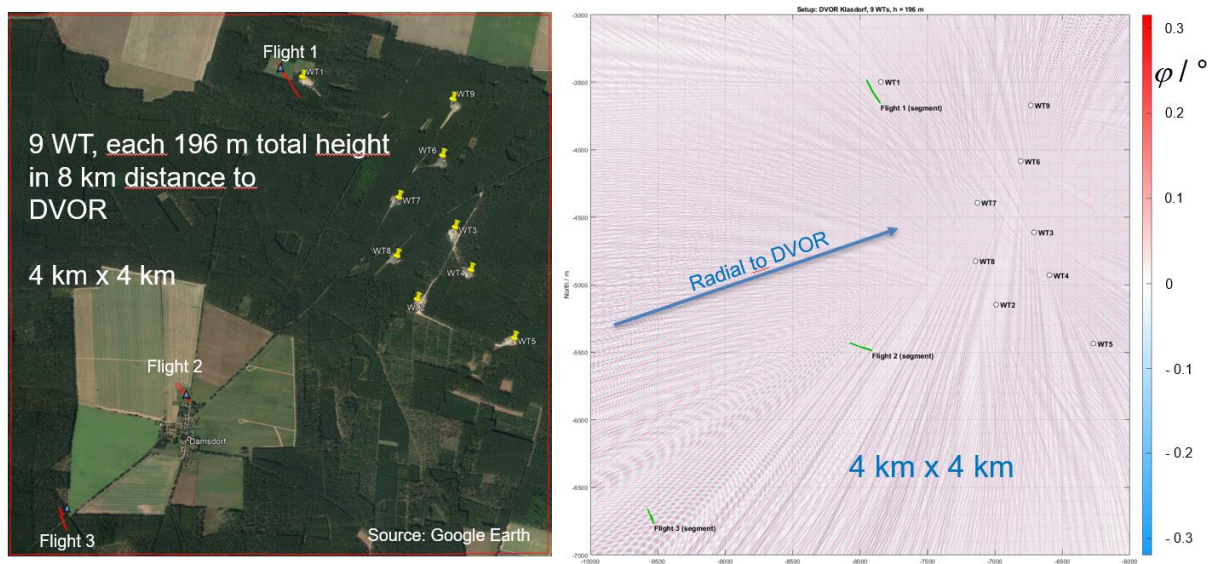 Flight 1
WT1
WT9
9 WT, each 196 m total height
in 8 km distance to
DVOR
WT6
WT7
WT3
WT8
WT4
4 km x 4 km
WT5
Flight 2
Damsdorf
Flight 3
Source: Google Earth
Setup: DVOR Klasdorf, 9 WTs, h = 196 m
North / m
-3000
-3500
-4000
-4500
-5000
-5500
-6000
-6500
-7000
WT1
Flight 1 (segment)
WT9
WT6
WT7
WT3
WT8
WT4
WT2
WT5
Radial to DVOR
Flight 2 (segment)
4 km x 4 km
Flight 3 (segment)
-10000
-9500
-9000
-8500
-8000
-7500
-7000
-6500
-6000
φ / °
0.3
0.2
0.1
0
- 0.1
- 0.2
- 0.3